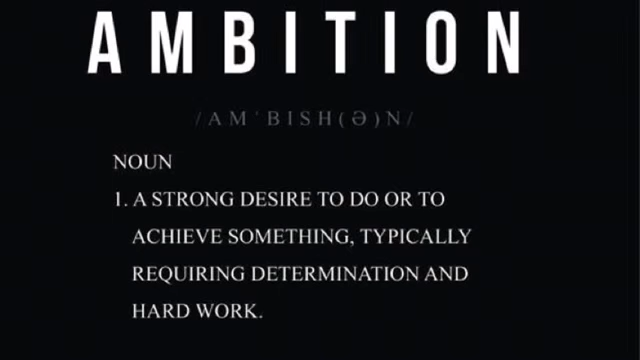 AMBITION
/AM'BISH(Ə)N/
NOUN
1. A STRONG DESIRE TO DO OR TO
ACHIEVE SOMETHING, TYPICALLY
REQUIRING DETERMINATION AND
HARD WORK.